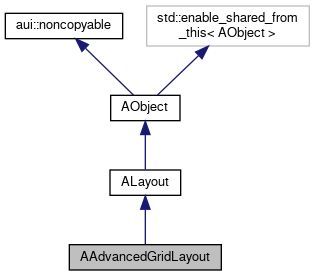 aui::noncopyable
std::enable_shared_from
_this< AObject >
AObject
ALayout
AAdvancedGridLayout